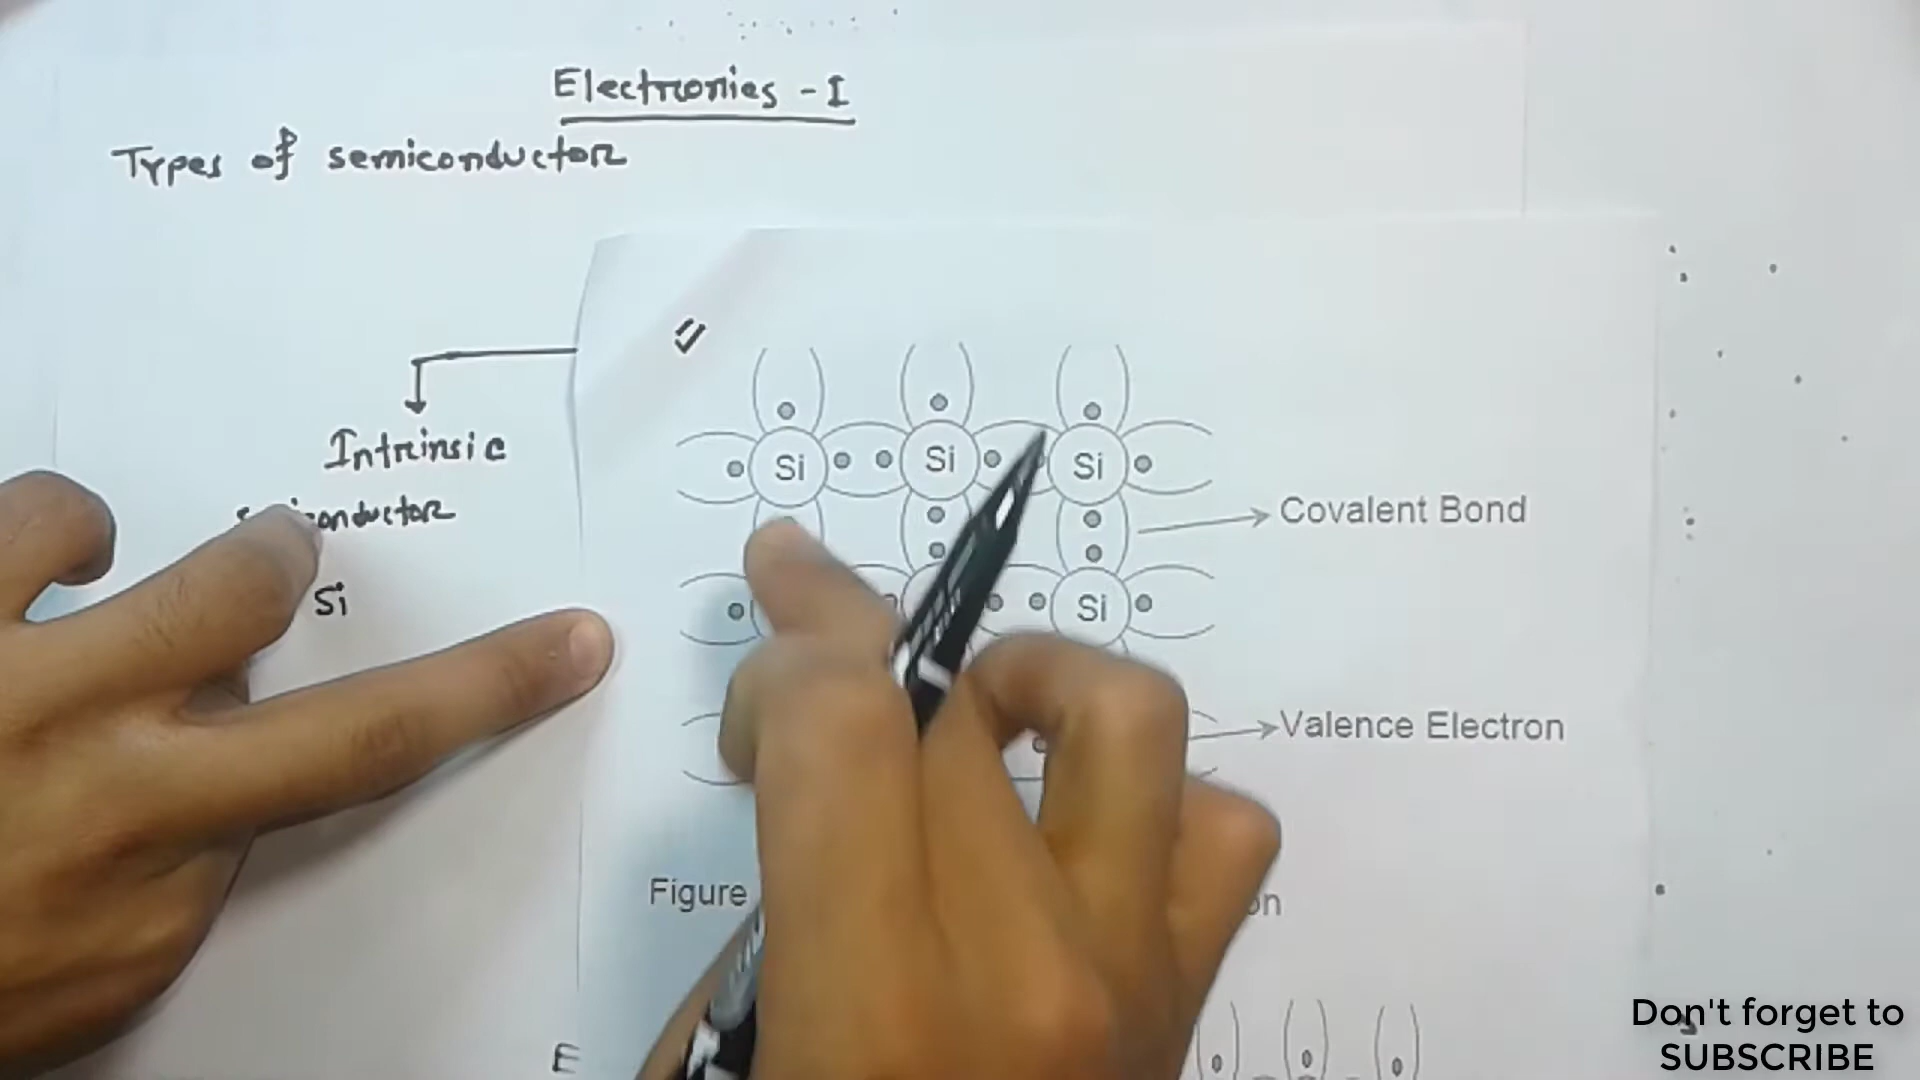 Electronics - I
Types of semiconductor
Intrinsic
Si
Si Si Si
Covalent Bond
Si
Valence Electron
Figure
on
E
Don't forget to
SUBSCRIBE